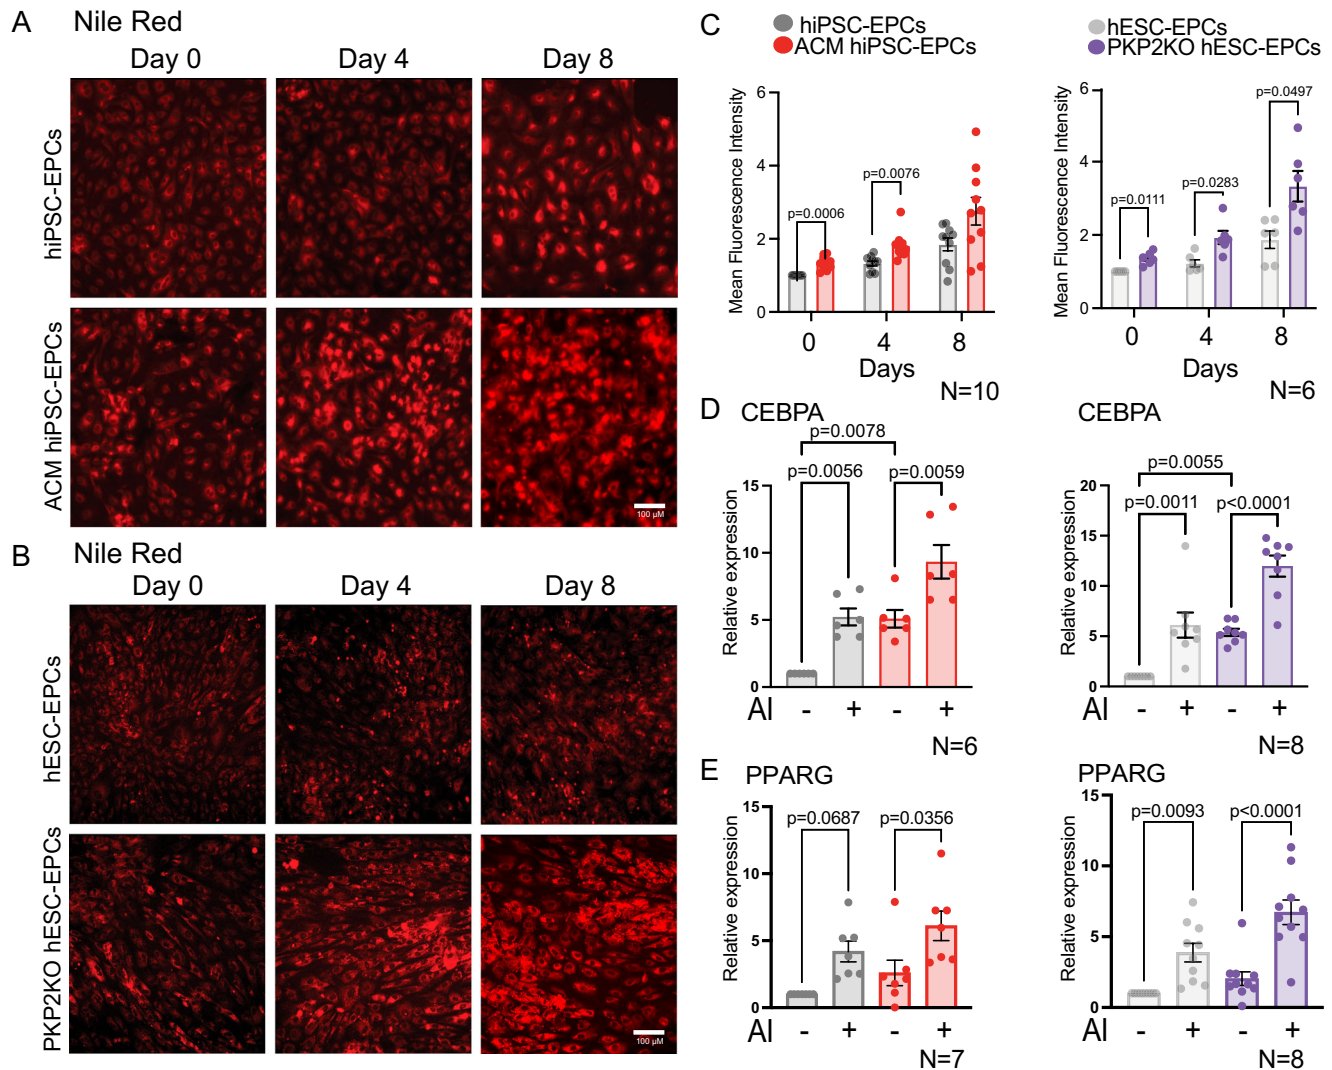 A Nile Red
Day 0 Day 4 Day 8
hiPSC-EPCs
ACM hiPSC-EPCs
100 µM
B Nile Red
Day 0 Day 4 Day 8
hESC-EPCs
PKP2KO hESC-EPCs
100 µM
C
hiPSC-EPCs
ACM hiPSC-EPCs
Mean Fluorescence Intensity
6
4
2
0
p=0.0006
p=0.0076
0 4 8
Days
N=10
hESC-EPCs
PKP2KO hESC-EPCs
Mean Fluorescence Intensity
6
4
2
0
p=0.0111
p=0.0283
p=0.0497
0 4 8
Days
N=6
D CEBPA
p=0.0078
p=0.0056 p=0.0059
Relative expression
15
10
5
0
AI - + - +
N=6
CEBPA
p=0.0055
p=0.0011 p<0.0001
Relative expression
20
15
10
5
0
AI - + - +
N=8
E PPARG
p=0.0687 p=0.0356
Relative expression
15
10
5
0
AI - + - +
N=7
PPARG
p=0.0093 p<0.0001
Relative expression
15
10
5
0
AI - + - +
N=8